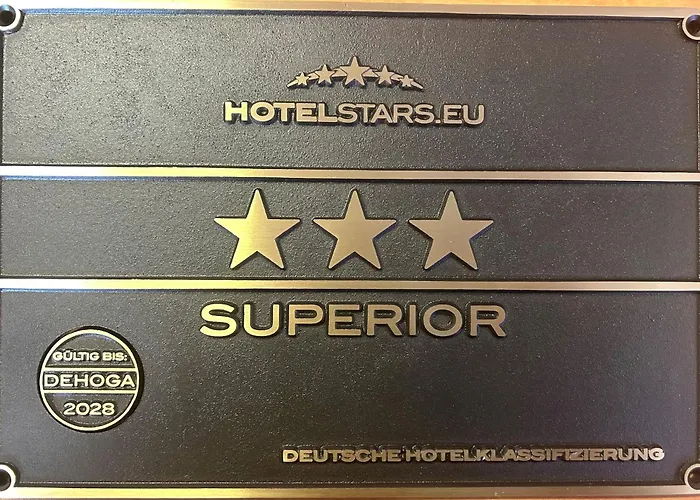 HOTELSTARS.EU
SUPERIOR
GÜLTIG BIS:
DEHOGA
2028
DEUTSCHE HOTELKLASSIFIZIERUNG